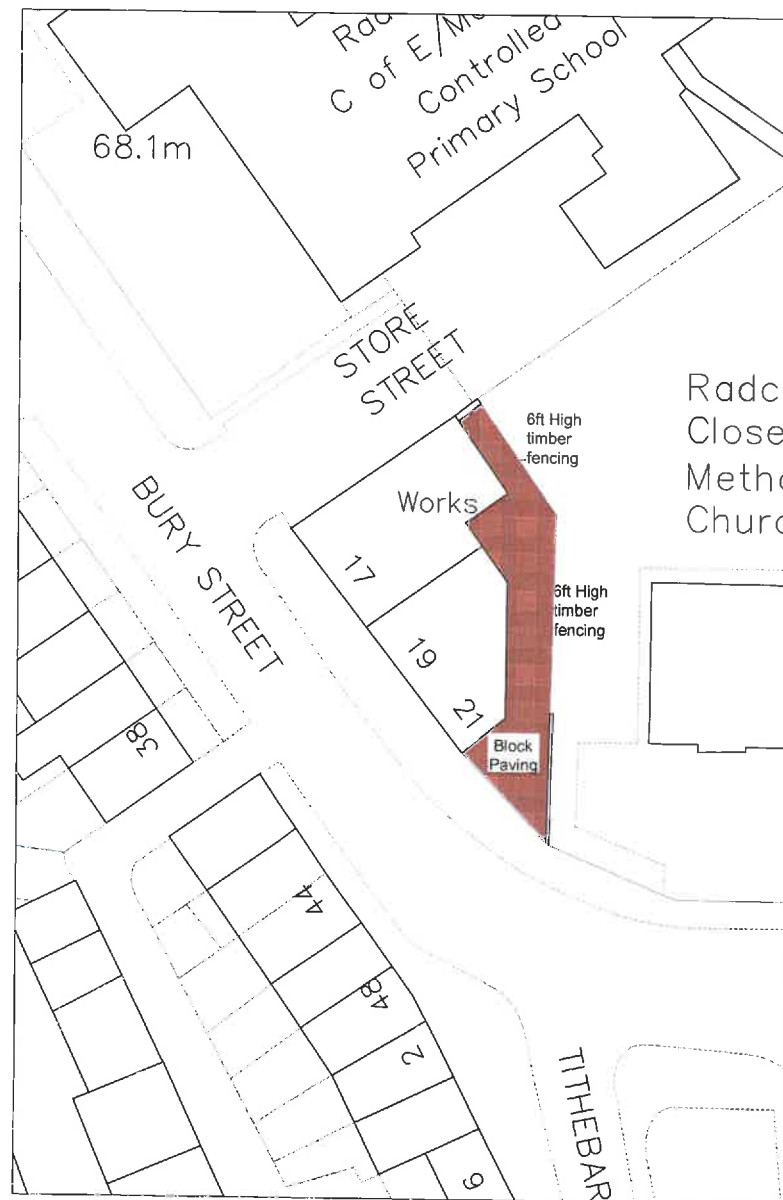 C of E/
Controlled
Primary School
68.1m
STORE
STREET
6ft High
timber
fencing
Radc
Close
Metho
Churc
Works
BURY STREET
17
6ft High
timber
fencing
19
21
38
Block
Paving
44
48
2
TITHEBAR
6